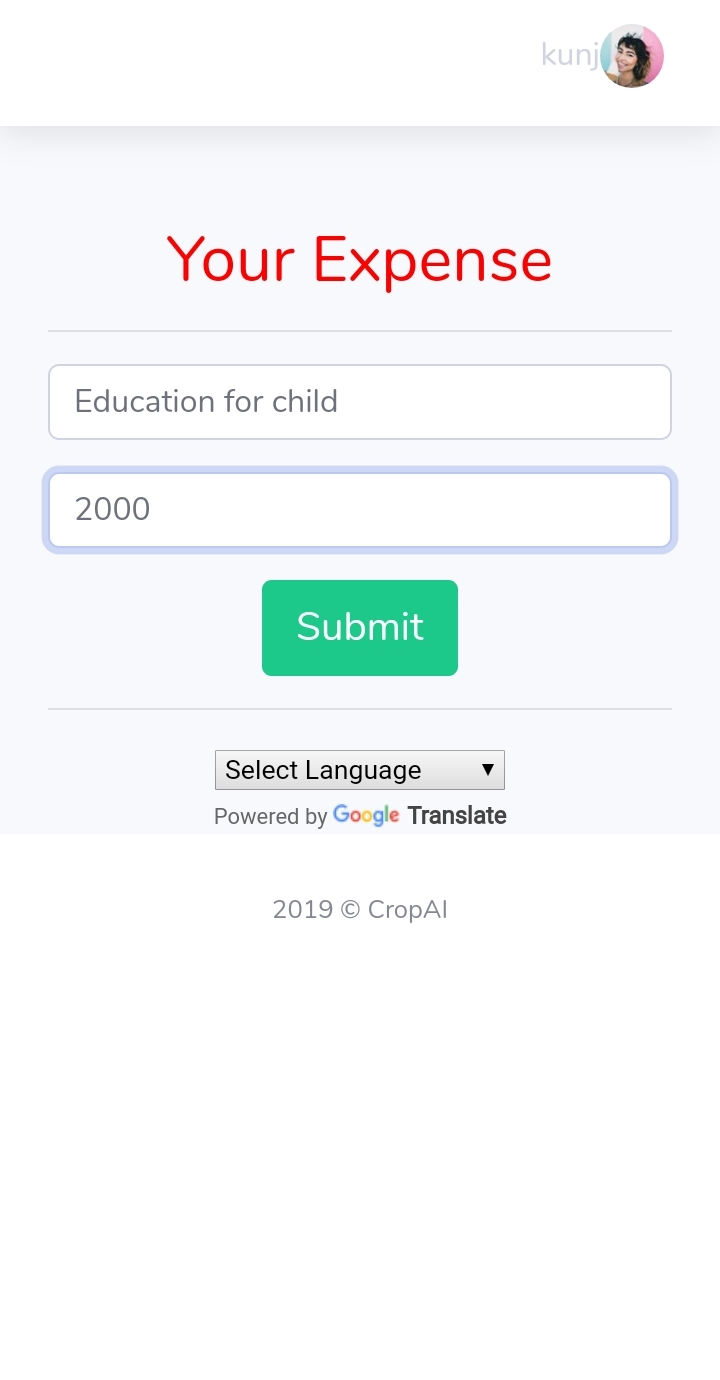 kunj
Your Expense
Education for child
2000
Submit
Select Language ▼
Powered by Google Translate
2019 © CropAI